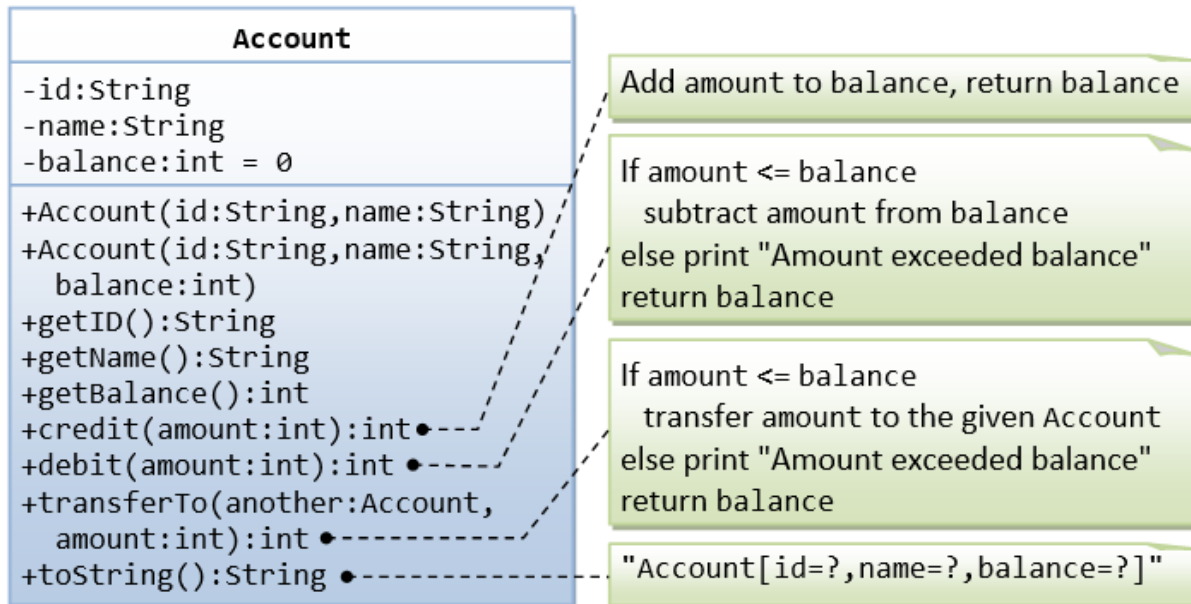 Account
-id:String
-name:String
-balance:int = 0
+Account(id:String,name:String)
+Account(id:String,name:String,
balance:int)
+getID():String
+getName():String
+getBalance():int
+credit(amount:int):int
+debit(amount:int):int
+transferTo(another:Account,
amount:int):int
+toString():String
Add amount to balance, return balance
If amount <= balance
subtract amount from balance
else print "Amount exceeded balance"
return balance
If amount <= balance
transfer amount to the given Account
else print "Amount exceeded balance"
return balance
"Account[id=?,name=?,balance=?]"